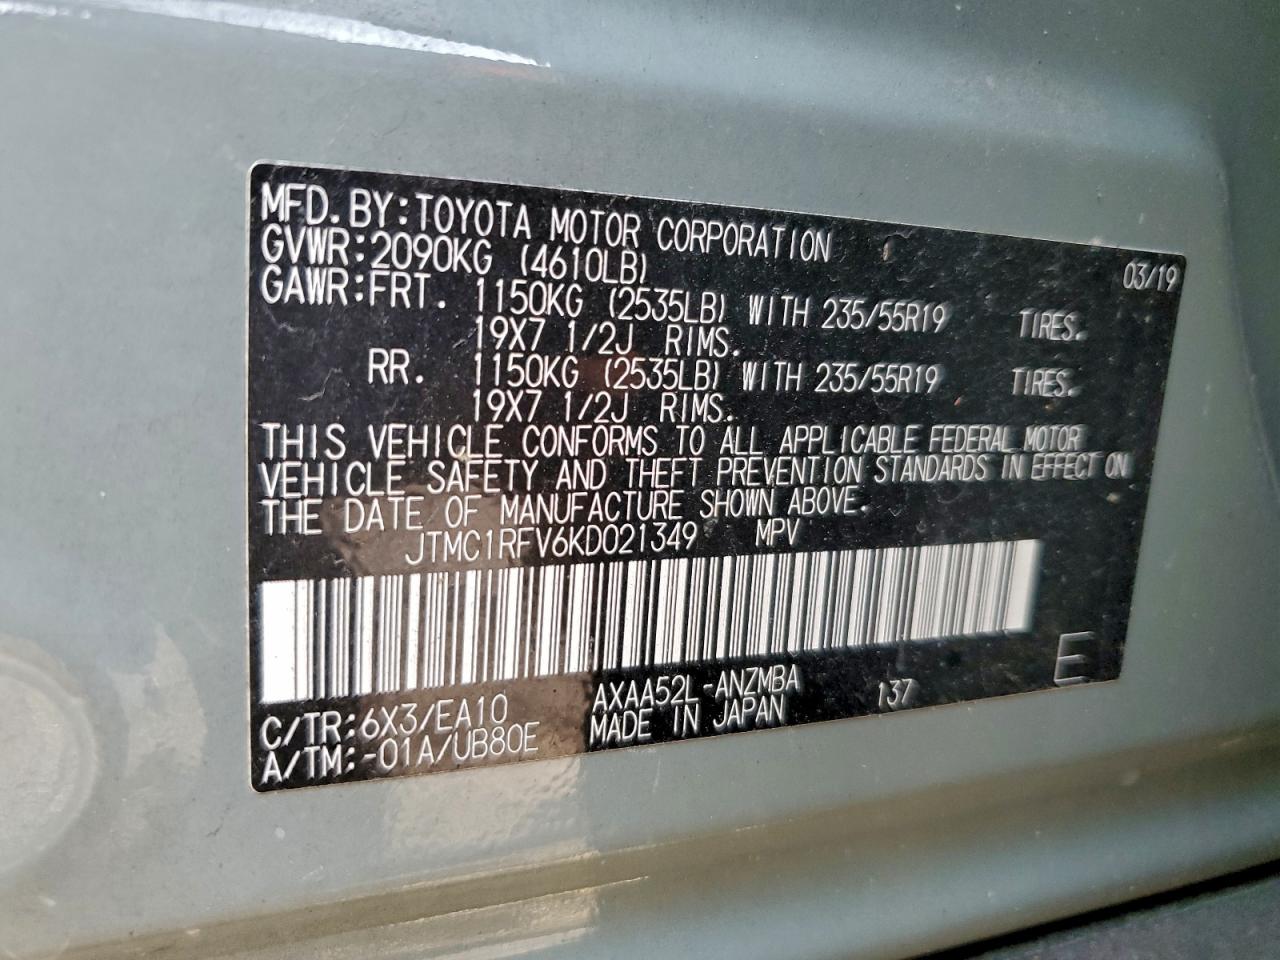 MFD.BY:TOYOTA MOTOR CORPORATION 03/19
GVWR:2090KG (4610LB)
GAWR:FRT. 1150KG (2535LB) WITH 235/55R19 TIRES.
19X7 1/2J RIMS.
RR. 1150KG (2535LB) WITH 235/55R19 TIRES.
19X7 1/2J RIMS.
THIS VEHICLE CONFORMS TO ALL APPLICABLE FEDERAL MOTOR
VEHICLE SAFETY AND THEFT PREVENTION STANDARDS IN EFFECT ON
THE DATE OF MANUFACTURE SHOWN ABOVE.
JTMC1RFV6KD021349 MPV
C/TR:6X3/EA10 AXAA52L-ANZMBA 137 E
A/TM:-01A/UB80E MADE IN JAPAN